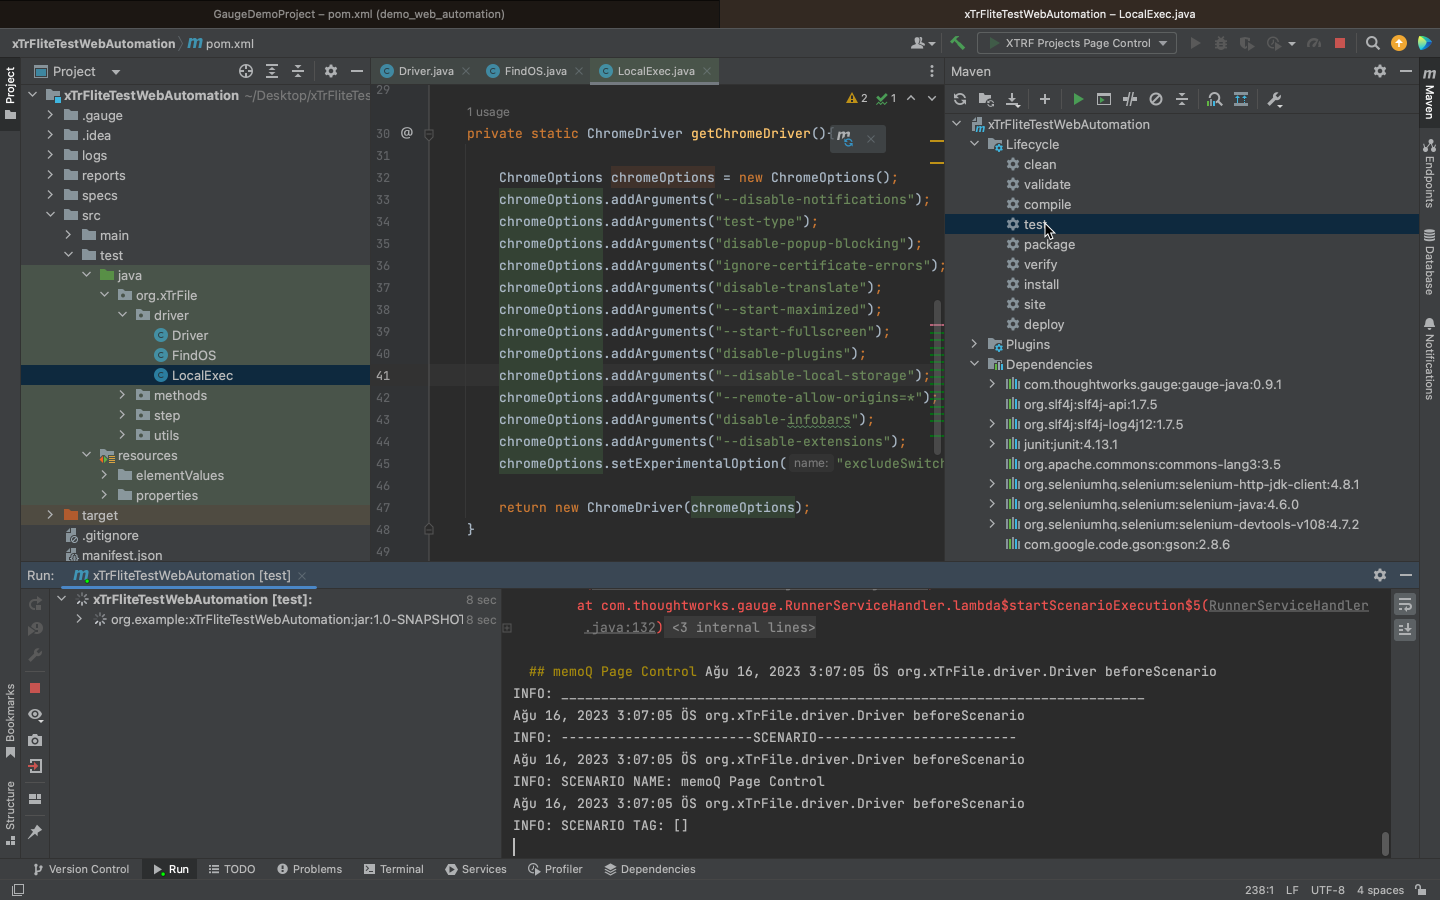 GaugeDemoProject – pom.xml (demo_web_automation)
xTrFliteTestWebAutomation – LocalExec.java
xTrFliteTestWebAutomation
pom.xml
XTRF Projects Page Control
Project
Project
xTrFliteTestWebAutomation ~/Desktop/xTrFliteTes
.gauge
.idea
logs
reports
specs
src
main
test
java
org.xTrFile
driver
Driver
FindOS
LocalExec
methods
step
utils
resources
elementValues
properties
target
.gitignore
manifest.json
Driver.java
FindOS.java
LocalExec.java
2
1
29
1 usage
30 @ private static ChromeDriver getChromeDriver(){
31
32 ChromeOptions chromeOptions = new ChromeOptions();
33 chromeOptions.addArguments("--disable-notifications");
34 chromeOptions.addArguments("test-type");
35 chromeOptions.addArguments("disable-popup-blocking");
36 chromeOptions.addArguments("ignore-certificate-errors");
37 chromeOptions.addArguments("disable-translate");
38 chromeOptions.addArguments("--start-maximized");
39 chromeOptions.addArguments("--start-fullscreen");
40 chromeOptions.addArguments("disable-plugins");
41 chromeOptions.addArguments("--disable-local-storage");
42 chromeOptions.addArguments("--remote-allow-origins=*");
43 chromeOptions.addArguments("disable-infobars");
44 chromeOptions.addArguments("--disable-extensions");
45 chromeOptions.setExperimentalOption( name: "excludeSwitch
46
47 return new ChromeDriver(chromeOptions);
48 }
49
Maven
xTrFliteTestWebAutomation
Lifecycle
clean
validate
compile
test
package
verify
install
site
deploy
Plugins
Dependencies
com.thoughtworks.gauge:gauge-java:0.9.1
org.slf4j:slf4j-api:1.7.5
org.slf4j:slf4j-log4j12:1.7.5
junit:junit:4.13.1
org.apache.commons:commons-lang3:3.5
org.seleniumhq.selenium:selenium-http-jdk-client:4.8.1
org.seleniumhq.selenium:selenium-java:4.6.0
org.seleniumhq.selenium:selenium-devtools-v108:4.7.2
com.google.code.gson:gson:2.8.6
Maven
Endpoints
Database
Notifications
Run: xTrFliteTestWebAutomation [test]
xTrFliteTestWebAutomation [test]: 8 sec
org.example:xTrFliteTestWebAutomation:jar:1.0-SNAPSHOT 8 sec
at com.thoughtworks.gauge.RunnerServiceHandler.lambda$startScenarioExecution$5(RunnerServiceHandler
.java:132) <3 internal lines>
## memoQ Page Control Ağu 16, 2023 3:07:05 ÖS org.xTrFile.driver.Driver beforeScenario
INFO: _________________________________________________________________________
Ağu 16, 2023 3:07:05 ÖS org.xTrFile.driver.Driver beforeScenario
INFO: ------------------------SCENARIO-------------------------
Ağu 16, 2023 3:07:05 ÖS org.xTrFile.driver.Driver beforeScenario
INFO: SCENARIO NAME: memoQ Page Control
Ağu 16, 2023 3:07:05 ÖS org.xTrFile.driver.Driver beforeScenario
INFO: SCENARIO TAG: []
Bookmarks
Structure
Version Control
Run
TODO
Problems
Terminal
Services
Profiler
Dependencies
238:1 LF UTF-8 4 spaces